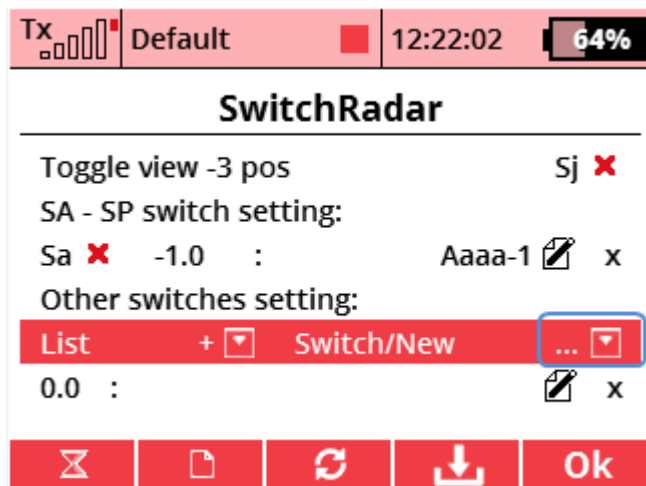 Tx Default 12:22:02 64%
SwitchRadar
Toggle view -3 pos Sj
SA - SP switch setting:
Sa -1.0 : Aaaa-1 x
Other switches setting:
List + Switch/New ...
0.0 : x
Ok